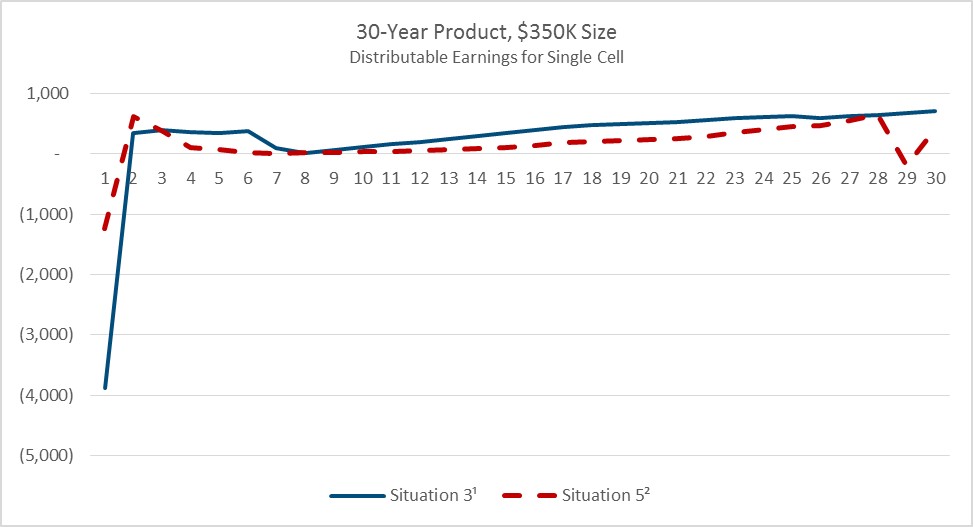 30-Year Product, $350K Size
Distributable Earnings for Single Cell
1,000
-
1 2 3 4 5 6 7 8 9 10 11 12 13 14 15 16 17 18 19 20 21 22 23 24 25 26 27 28 29 30
(1,000)
(2,000)
(3,000)
(4,000)
(5,000)
Situation 3¹ Situation 5²